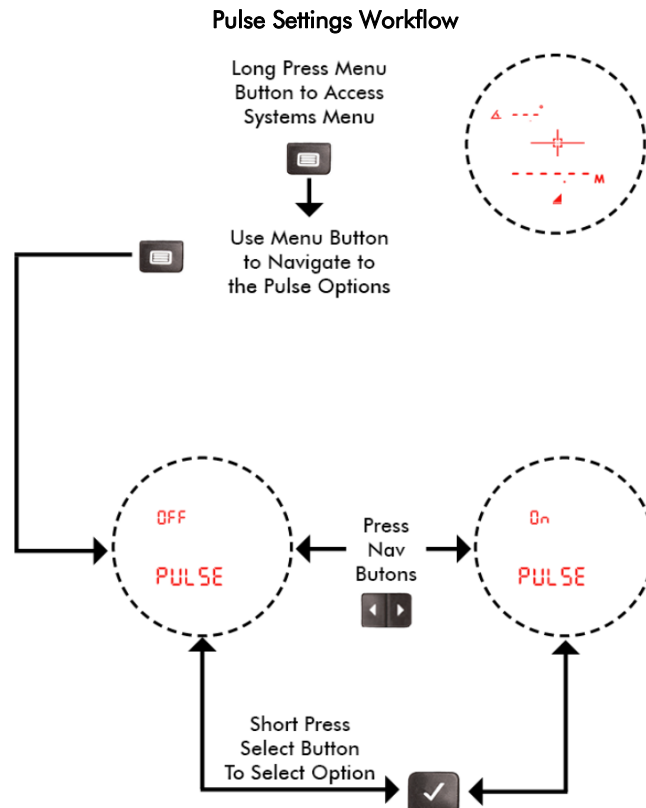 Pulse Settings Workflow
Long Press Menu
Button to Access
Systems Menu
∡ ---.-°
-------.- M
Use Menu Button
to Navigate to
the Pulse Options
OFF
PULSE
Press
Nav
Butons
On
PULSE
Short Press
Select Button
To Select Option